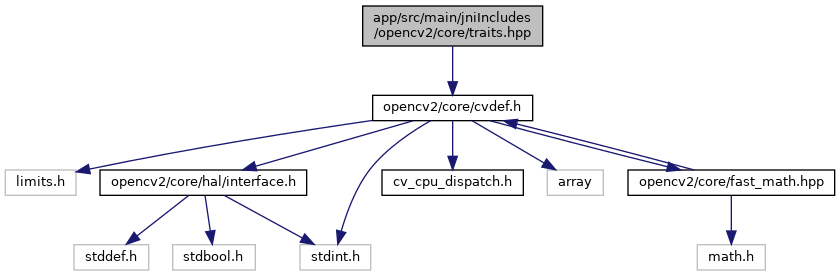 app/src/main/jniIncludes
/opencv2/core/traits.hpp
opencv2/core/cvdef.h
limits.h
opencv2/core/hal/interface.h
cv_cpu_dispatch.h
array
opencv2/core/fast_math.hpp
stddef.h
stdbool.h
stdint.h
math.h